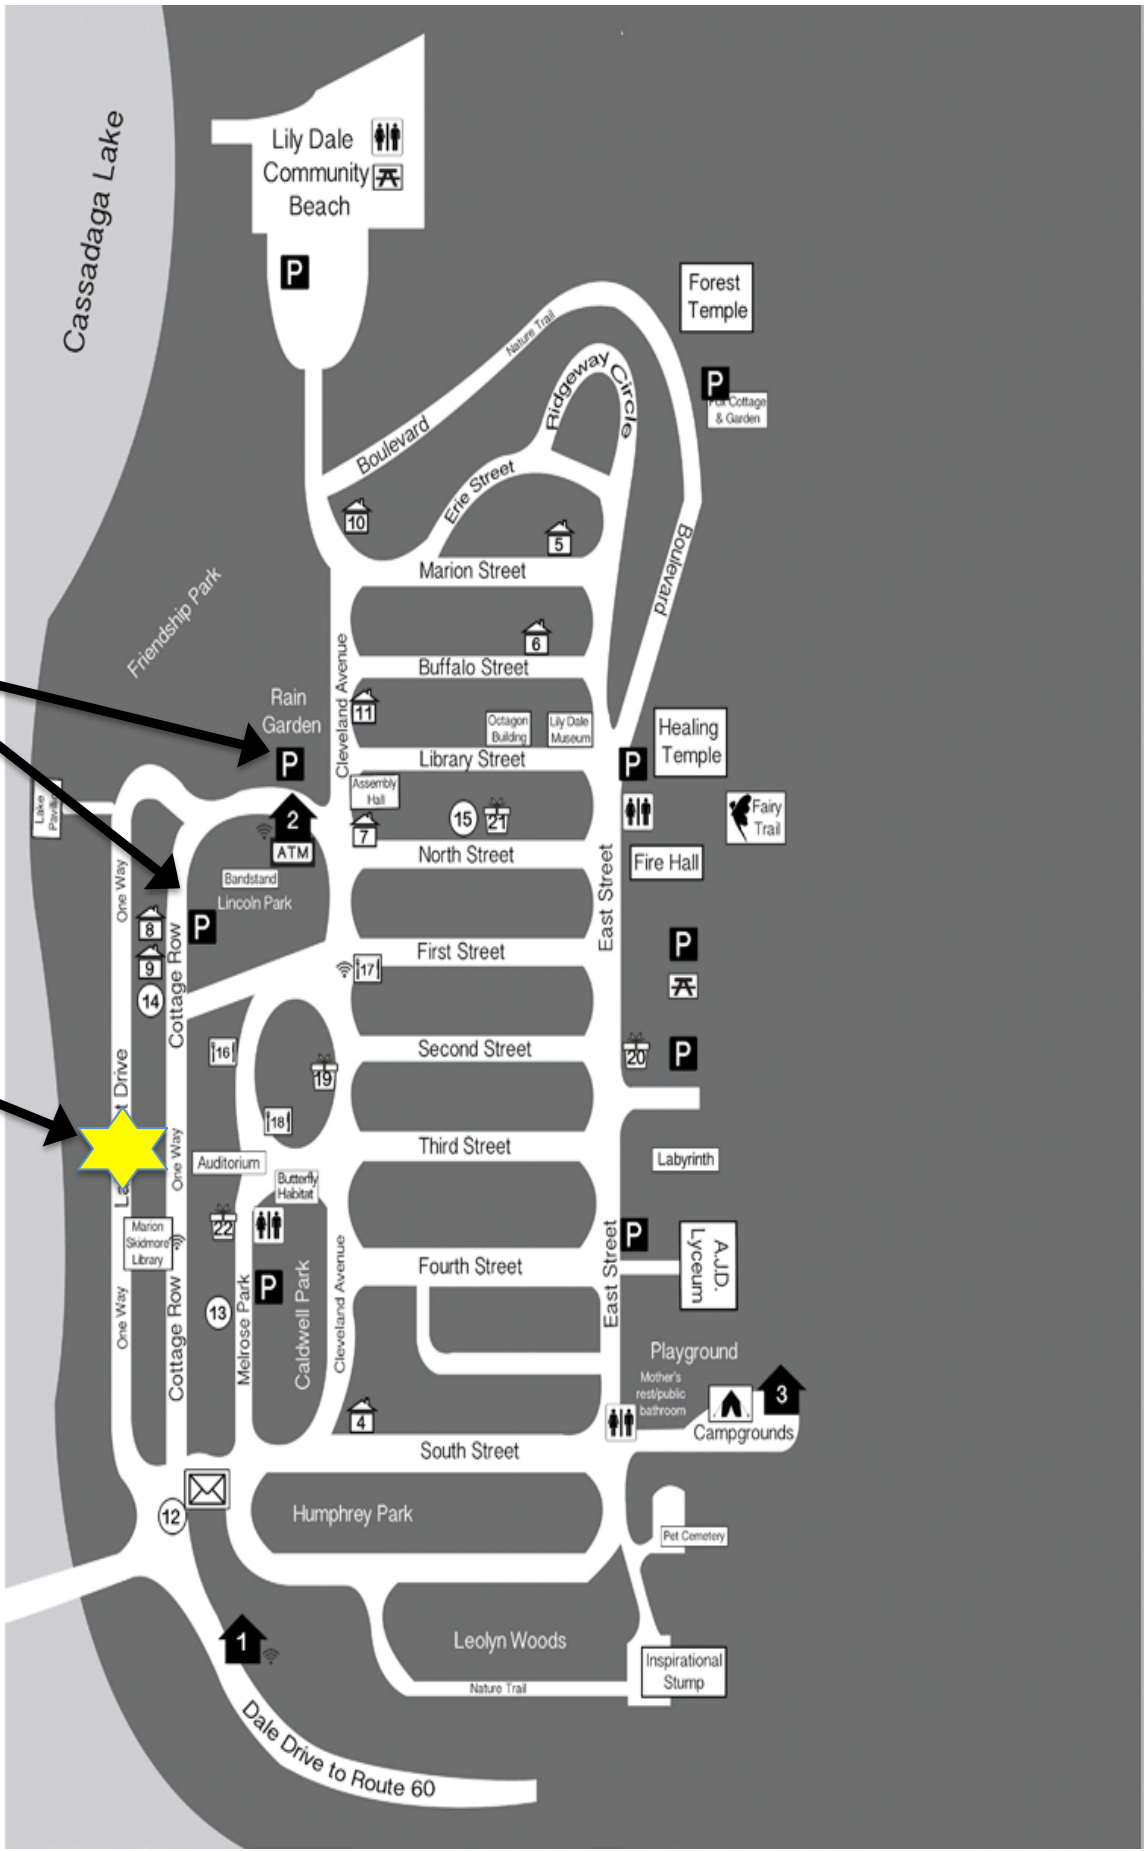 Cassadaga Lake
Lily Dale
Community
Beach
P
Forest
Temple
P
Fox Cottage
& Garden
Nature Trail
Boulevard
Ridgeway Circle
Erie Street
10
5
Marion Street
Boulevard
Friendship Park
6
Buffalo Street
Cleveland Avenue
Rain
Garden
11
Octagon
Building
Lily Dale
Museum
Healing
Temple
P
Library Street
P
Assembly
Hall
Lake
2
ATM
7
15
21
Fairy
Trail
North Street
Fire Hall
Bandstand
Lincoln Park
One Way
8
P
9
Cottage Row
14
First Street
17
East Street
P
16
Second Street
19
20
P
Drive
18
Third Street
One Way
Auditorium
Labyrinth
Butterfly
Habitat
22
Marion
Skidmore
Library
P
A.J.D.
Lyceum
Fourth Street
East Street
One Way
Cottage Row
13
Melrose Park
P
Caldwell Park
Cleveland Avenue
Playground
Mother's
rest/public
bathroom
3
4
Campgrounds
South Street
12
Humphrey Park
Pet Cemetery
1
Leolyn Woods
Inspirational
Stump
Nature Trail
Dale Drive to Route 60